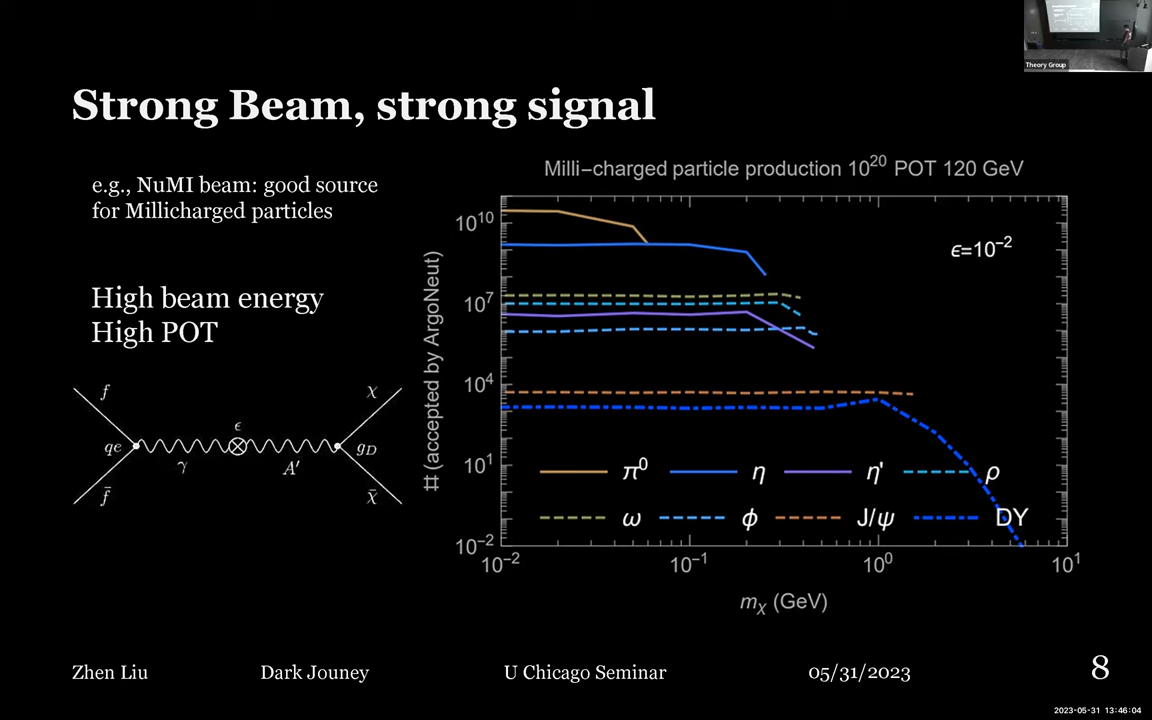 Theory Group
Strong Beam, strong signal
e.g., NuMI beam: good source
for Millicharged particles
High beam energy
High POT
f
χ
qe
ϵ
g_D
γ
A'
f̄
χ̄
Milli–charged particle production 10^20 POT 120 GeV
ϵ=10^−2
# (accepted by ArgoNeut)
10^10
10^7
10^4
10^1
10^−2
π^0 η η' ρ
ω ϕ J/ψ DY
10^−2 10^−1 10^0 10^1
m_χ (GeV)
Zhen Liu Dark Jouney U Chicago Seminar 05/31/2023 8
2023-05-31 13:46:04